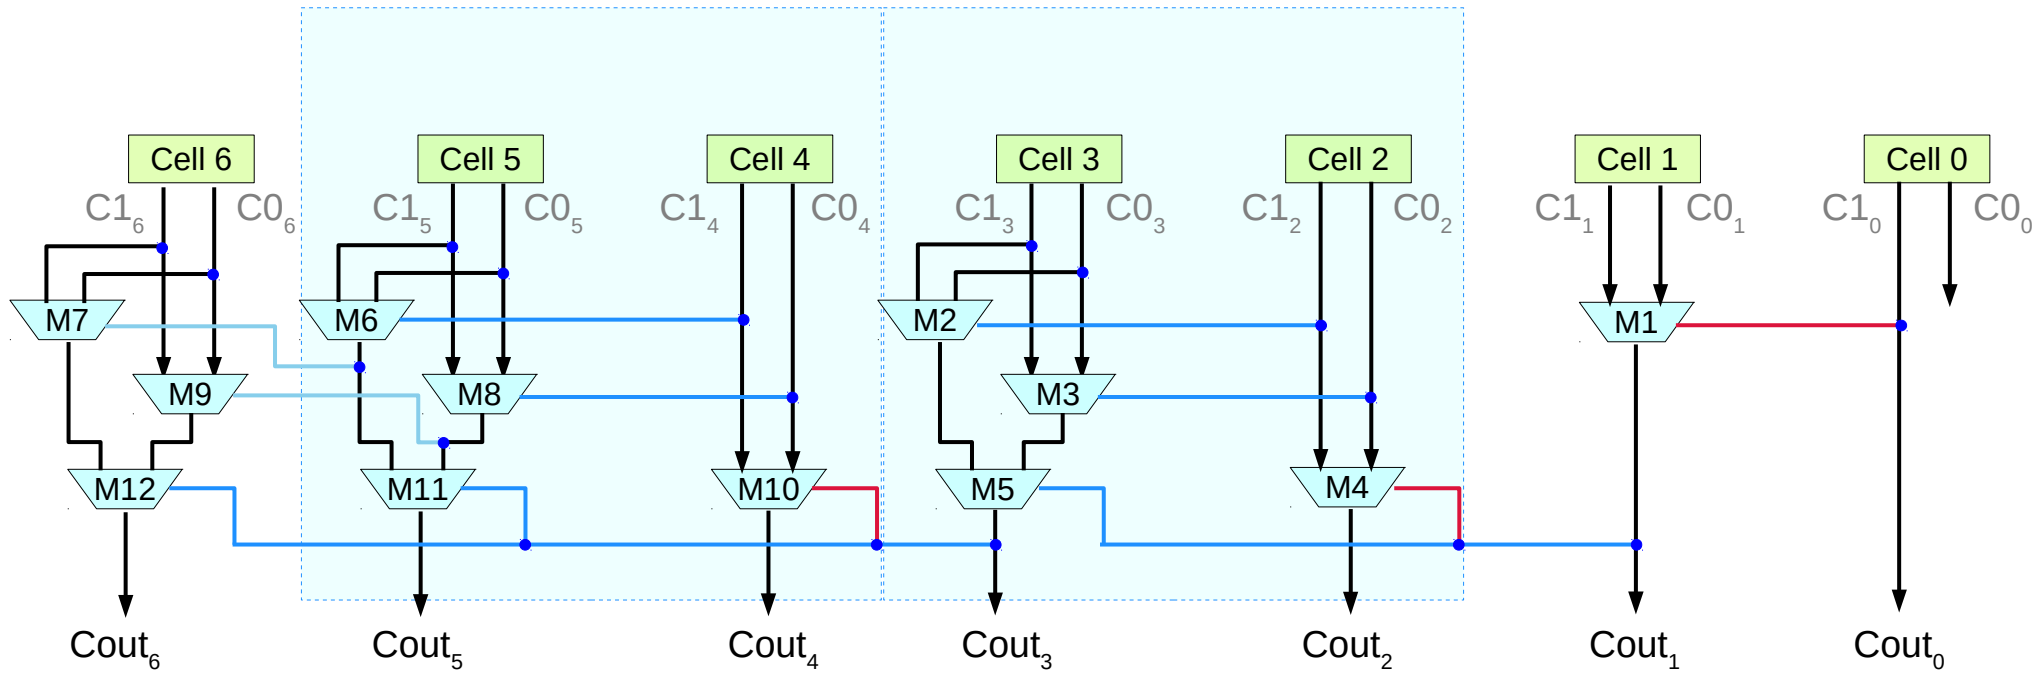 Cell 6 Cell 5 Cell 4 Cell 3 Cell 2 Cell 1 Cell 0
C1₆ C0₆ C1₅ C0₅ C1₄ C0₄ C1₃ C0₃ C1₂ C0₂ C1₁ C0₁ C1₀ C0₀
M7 M6 M2 M1
M9 M8 M3
M12 M11 M10 M5 M4
Cout₆ Cout₅ Cout₄ Cout₃ Cout₂ Cout₁ Cout₀